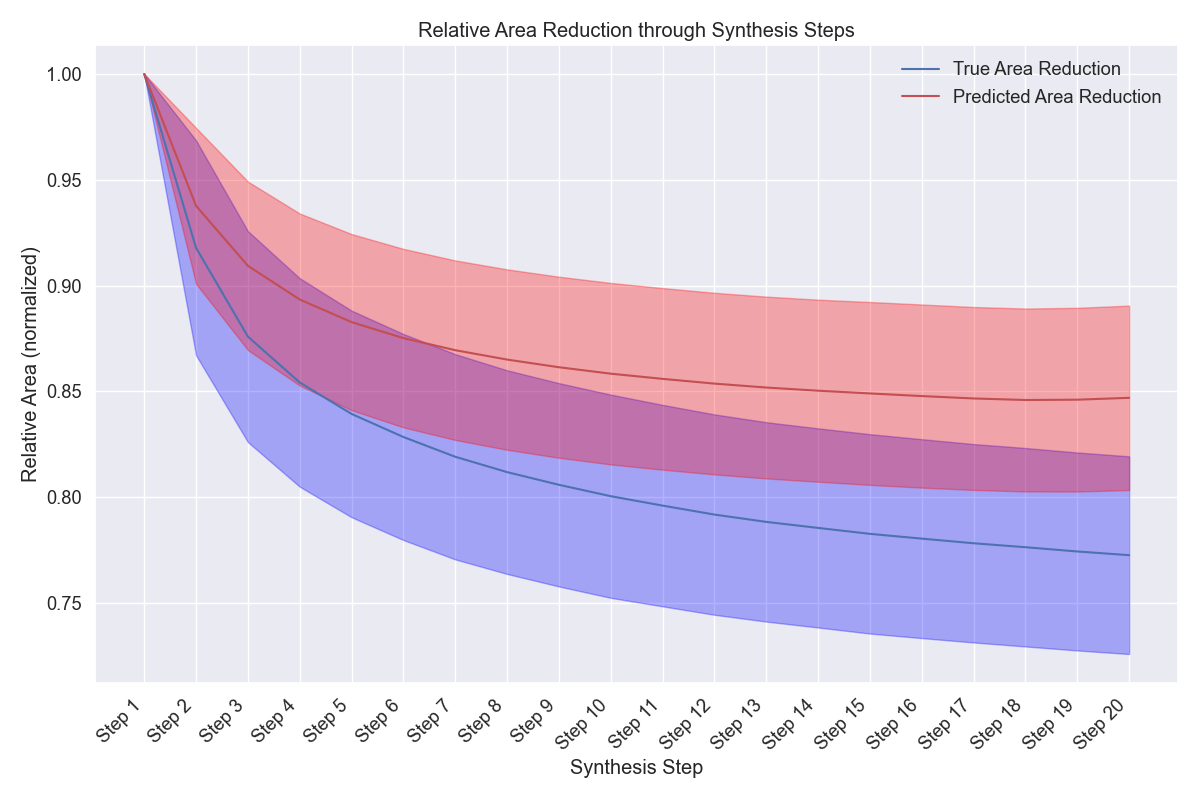 Relative Area Reduction through Synthesis Steps
True Area Reduction
Predicted Area Reduction
Relative Area (normalized)
1.00
0.95
0.90
0.85
0.80
0.75
Step 1
Step 2
Step 3
Step 4
Step 5
Step 6
Step 7
Step 8
Step 9
Step 10
Step 11
Step 12
Step 13
Step 14
Step 15
Step 16
Step 17
Step 18
Step 19
Step 20
Synthesis Step